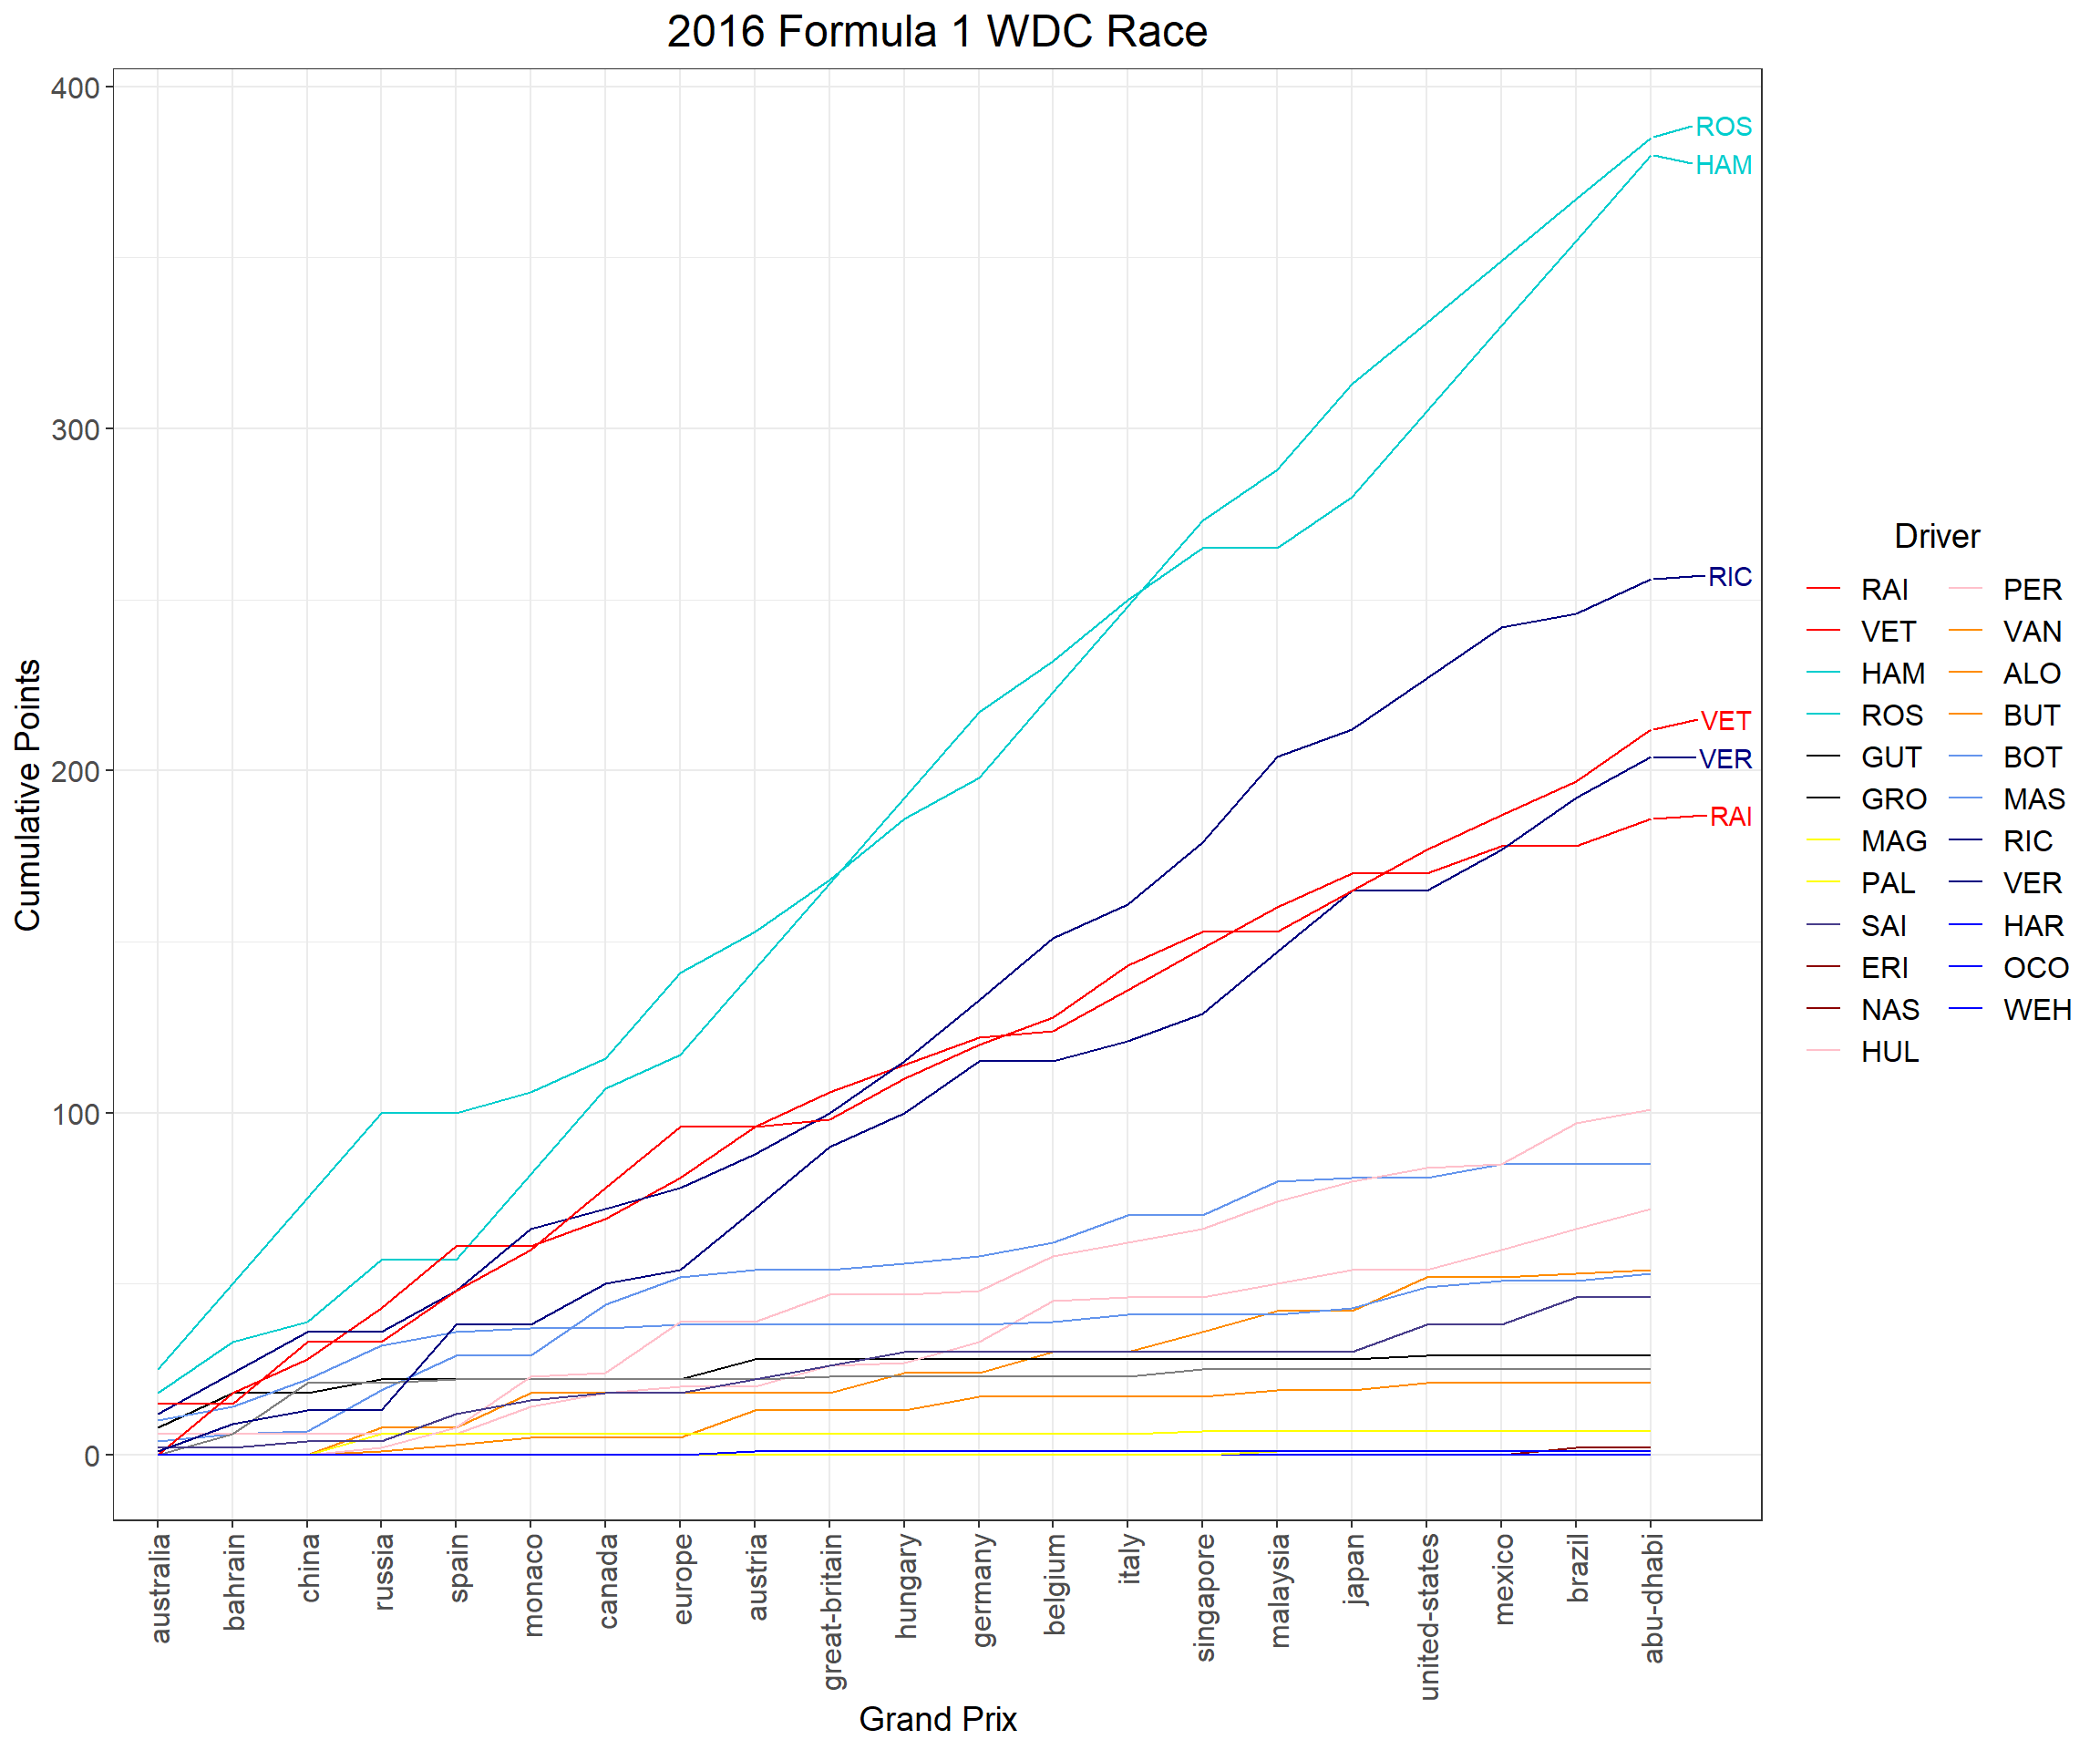 2016 Formula 1 WDC Race
400
300
200
100
0
Cumulative Points
ROS
HAM
RIC
VET
VER
RAI
australia
bahrain
china
russia
spain
monaco
canada
europe
austria
great-britain
hungary
germany
belgium
italy
singapore
malaysia
japan
united-states
mexico
brazil
abu-dhabi
Grand Prix
Driver
RAI
VET
HAM
ROS
GUT
GRO
MAG
PAL
SAI
ERI
NAS
HUL
PER
VAN
ALO
BUT
BOT
MAS
RIC
VER
HAR
OCO
WEH